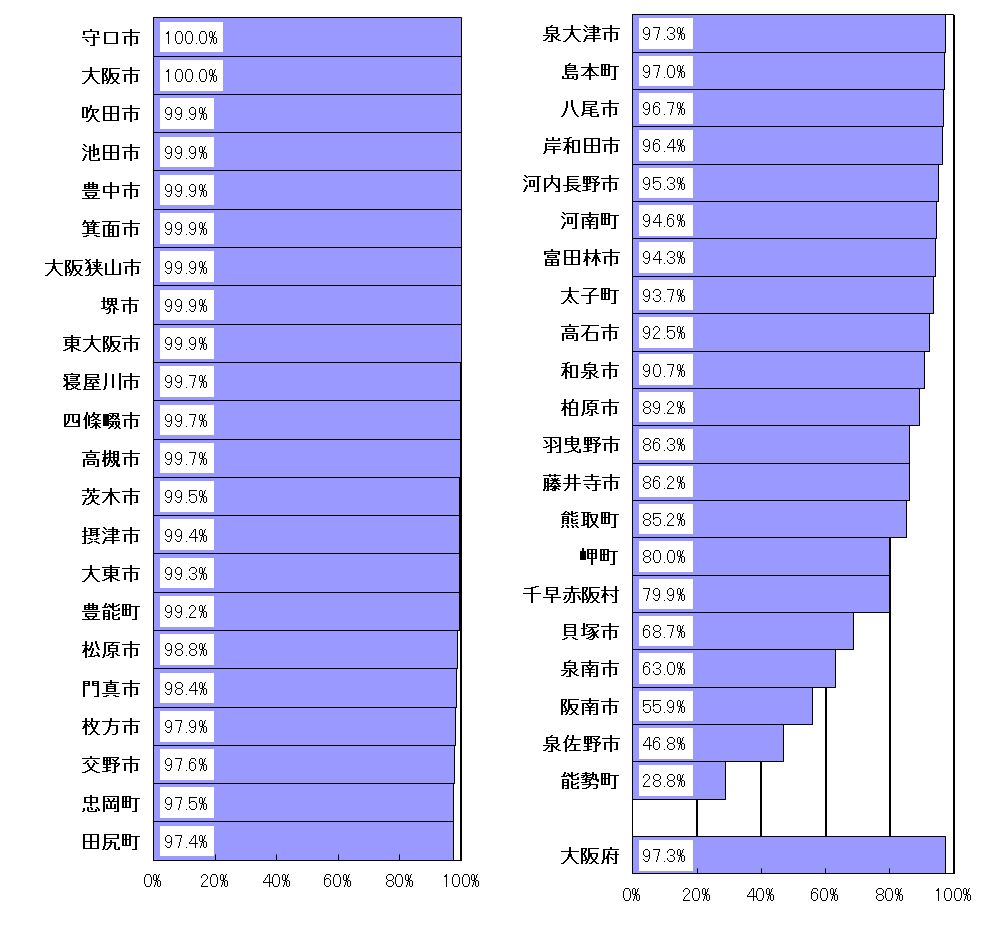 守口市 100.0%
大阪市 100.0%
吹田市 99.9%
池田市 99.9%
豊中市 99.9%
箕面市 99.9%
大阪狭山市 99.9%
堺市 99.9%
東大阪市 99.9%
寝屋川市 99.7%
四條畷市 99.7%
高槻市 99.7%
茨木市 99.5%
摂津市 99.4%
大東市 99.3%
豊能町 99.2%
松原市 98.8%
門真市 98.4%
枚方市 97.9%
交野市 97.6%
忠岡町 97.5%
田尻町 97.4%
0% 20% 40% 60% 80% 100%
泉大津市 97.3%
島本町 97.0%
八尾市 96.7%
岸和田市 96.4%
河内長野市 95.3%
河南町 94.6%
富田林市 94.3%
太子町 93.7%
高石市 92.5%
和泉市 90.7%
柏原市 89.2%
羽曳野市 86.3%
藤井寺市 86.2%
熊取町 85.2%
岬町 80.0%
千早赤阪村 79.9%
貝塚市 68.7%
泉南市 63.0%
阪南市 55.9%
泉佐野市 46.8%
能勢町 28.8%
大阪府 97.3%
0% 20% 40% 60% 80% 100%